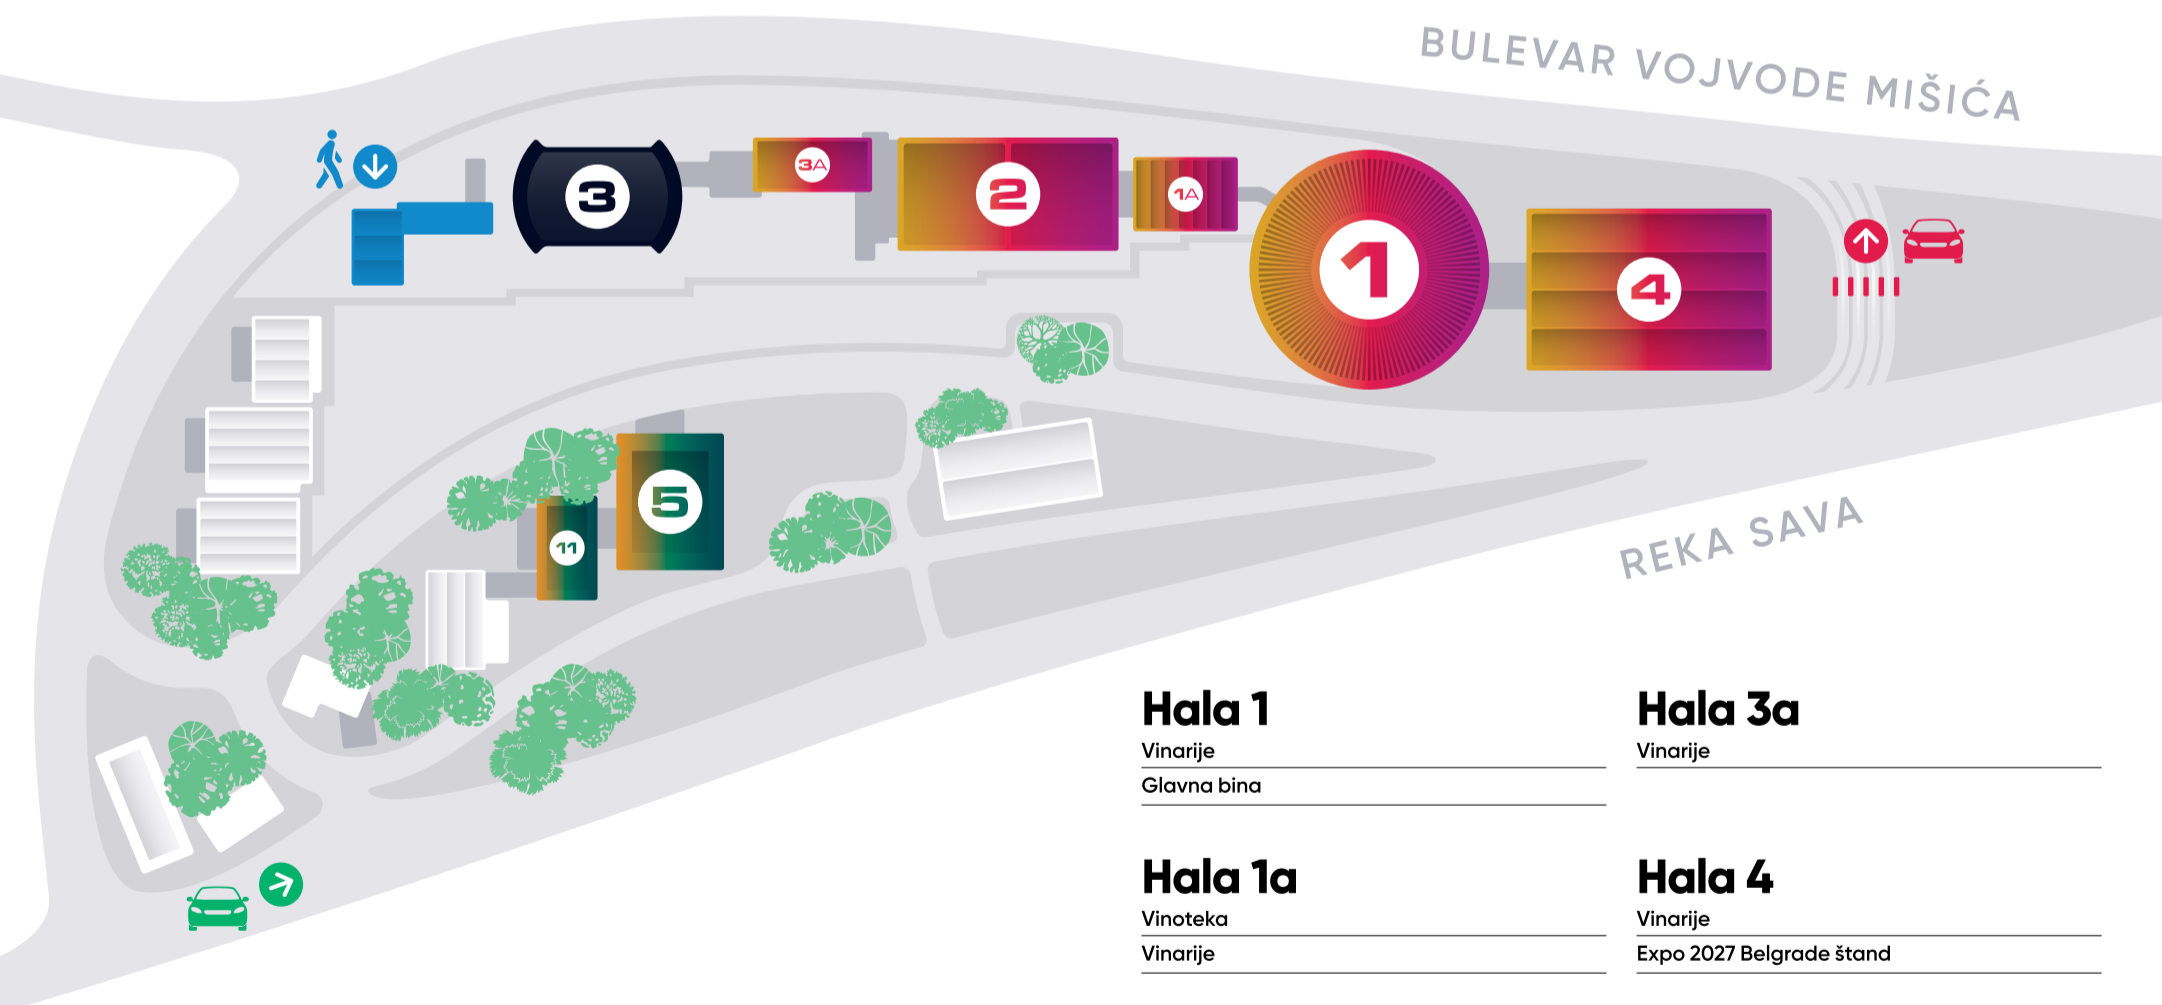 BULEVAR VOJVODE MIŠIĆA
3
3A
2
1A
1
4
5
11
REKA SAVA
Hala 1
Vinarije
Glavna bina
Hala 3a
Vinarije
Hala 1a
Vinoteka
Vinarije
Hala 4
Vinarije
Expo 2027 Belgrade štand